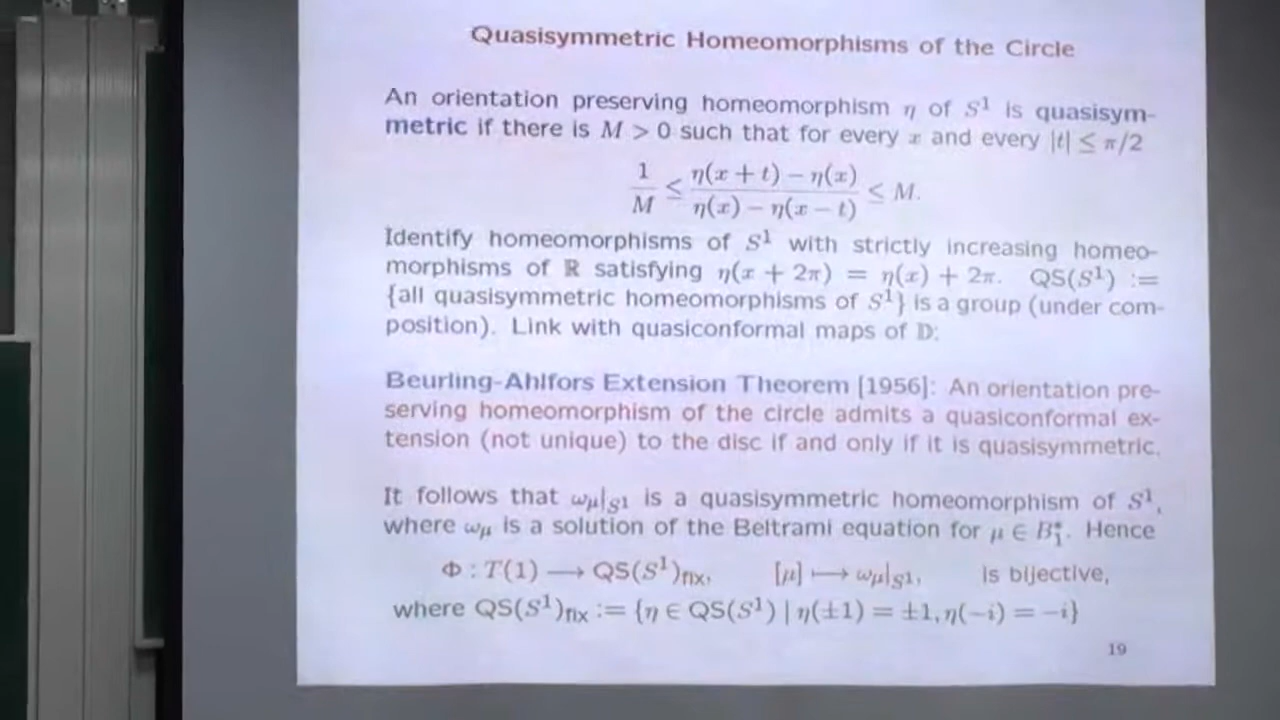 Quasisymmetric Homeomorphisms of the Circle
An orientation preserving homeomorphism η of S¹ is quasisym-
metric if there is M > 0 such that for every x and every |t| ≤ π/2
1/M ≤ (η(x + t) − η(x))/(η(x) − η(x − t)) ≤ M.
Identify homeomorphisms of S¹ with strictly increasing homeo-
morphisms of ℝ satisfying η(x + 2π) = η(x) + 2π. QS(S¹) :=
{all quasisymmetric homeomorphisms of S¹} is a group (under com-
position). Link with quasiconformal maps of 𝔻:
Beurling-Ahlfors Extension Theorem [1956]: An orientation pre-
serving homeomorphism of the circle admits a quasiconformal ex-
tension (not unique) to the disc if and only if it is quasisymmetric.
It follows that ω_μ|_{S¹} is a quasisymmetric homeomorphism of S¹,
where ω_μ is a solution of the Beltrami equation for μ ∈ B₁*. Hence
Φ : T(1) ⟶ QS(S¹)_fix, [μ] ⟼ ω_μ|_{S¹}, is bijective,
where QS(S¹)_fix := {η ∈ QS(S¹) | η(±1) = ±1, η(−i) = −i}
19